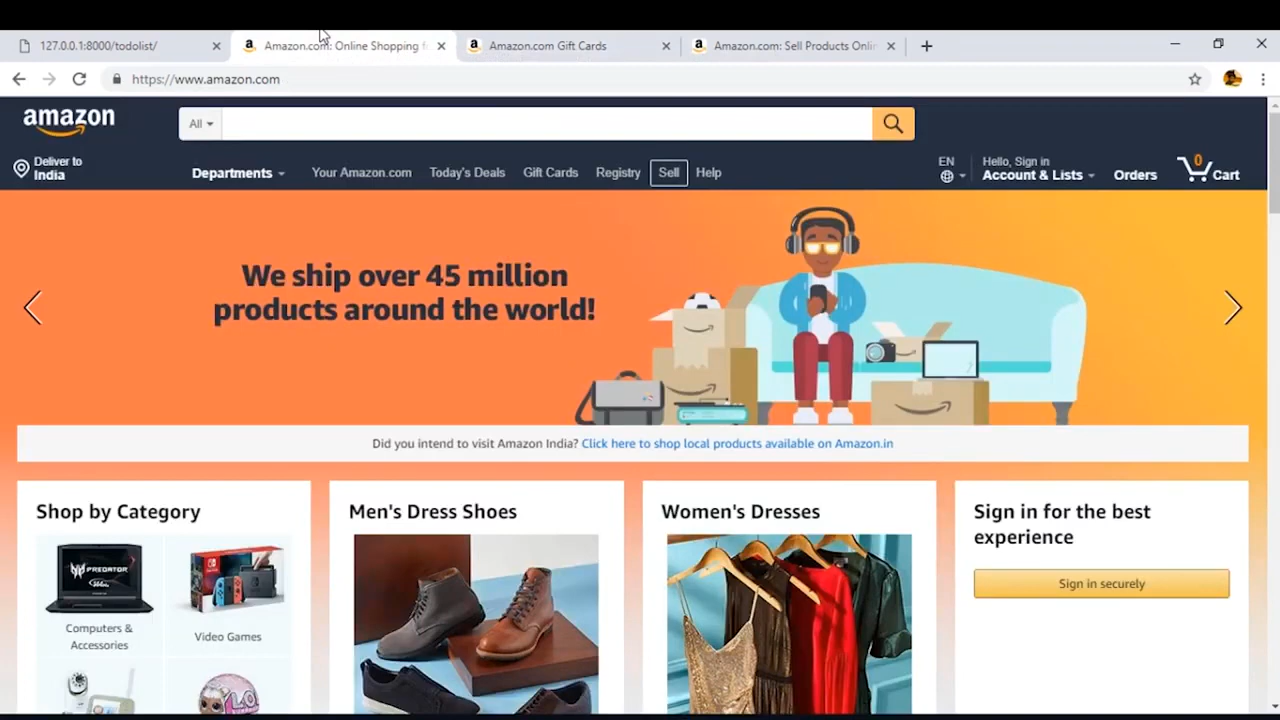 127.0.0.1:8000/todolist/
Amazon.com: Online Shopping f
Amazon.com Gift Cards
Amazon.com: Sell Products Onlin
https://www.amazon.com
amazon
All
Deliver to
India
Departments
Your Amazon.com
Today's Deals
Gift Cards
Registry
Sell
Help
EN
Hello, Sign in
Account & Lists
Orders
0
Cart
We ship over 45 million
products around the world!
Did you intend to visit Amazon India? Click here to shop local products available on Amazon.in
Shop by Category
PREDATOR
Computers &
Accessories
Video Games
Men's Dress Shoes
Women's Dresses
Sign in for the best
experience
Sign in securely